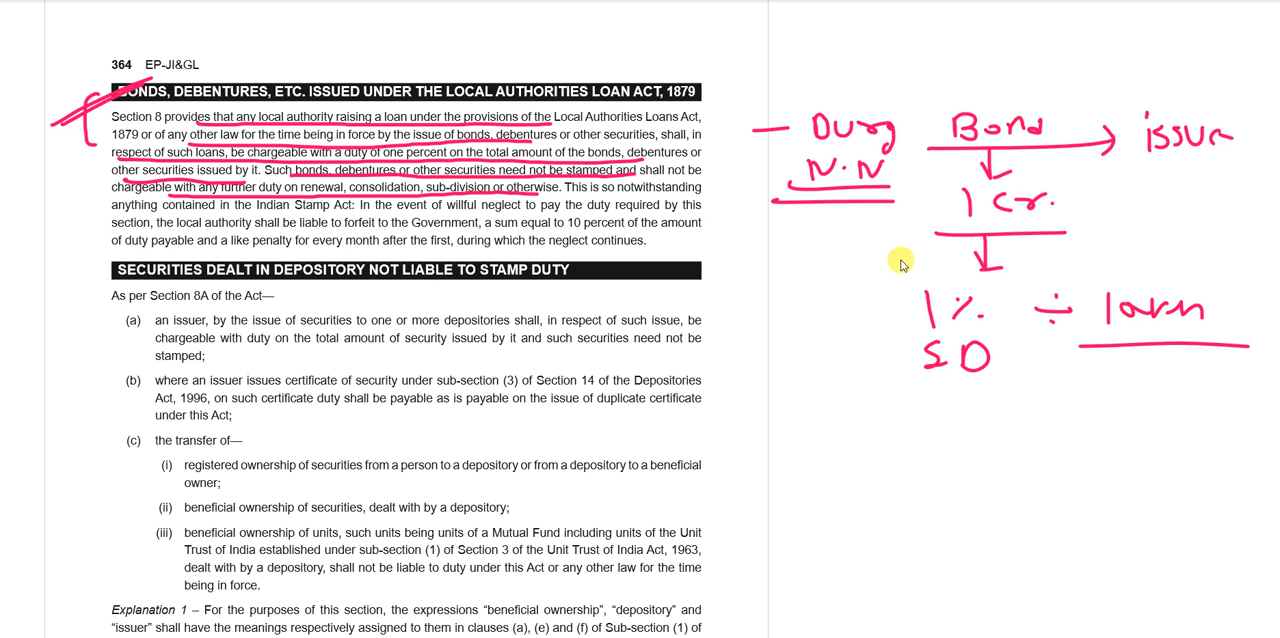 364 EP-JI&GL
BONDS, DEBENTURES, ETC. ISSUED UNDER THE LOCAL AUTHORITIES LOAN ACT, 1879
Section 8 provides that any local authority raising a loan under the provisions of the Local Authorities Loans Act,
1879 or of any other law for the time being in force by the issue of bonds, debentures or other securities, shall, in
respect of such loans, be chargeable with a duty of one percent on the total amount of the bonds, debentures or
other securities issued by it. Such bonds, debentures or other securities need not be stamped and shall not be
chargeable with any further duty on renewal, consolidation, sub-division or otherwise. This is so notwithstanding
anything contained in the Indian Stamp Act: In the event of willful neglect to pay the duty required by this
section, the local authority shall be liable to forfeit to the Government, a sum equal to 10 percent of the amount
of duty payable and a like penalty for every month after the first, during which the neglect continues.
SECURITIES DEALT IN DEPOSITORY NOT LIABLE TO STAMP DUTY
As per Section 8A of the Act—
(a) an issuer, by the issue of securities to one or more depositories shall, in respect of such issue, be
chargeable with duty on the total amount of security issued by it and such securities need not be
stamped;
(b) where an issuer issues certificate of security under sub-section (3) of Section 14 of the Depositories
Act, 1996, on such certificate duty shall be payable as is payable on the issue of duplicate certificate
under this Act;
(c) the transfer of—
(i) registered ownership of securities from a person to a depository or from a depository to a beneficial
owner;
(ii) beneficial ownership of securities, dealt with by a depository;
(iii) beneficial ownership of units, such units being units of a Mutual Fund including units of the Unit
Trust of India established under sub-section (1) of Section 3 of the Unit Trust of India Act, 1963,
dealt with by a depository, shall not be liable to duty under this Act or any other law for the time
being in force.
Explanation 1 – For the purposes of this section, the expressions “beneficial ownership”, “depository” and
“issuer” shall have the meanings respectively assigned to them in clauses (a), (e) and (f) of Sub-section (1) of
— Durg Bond → issue
N.N
1 Cr.
1% ÷ loan
SD